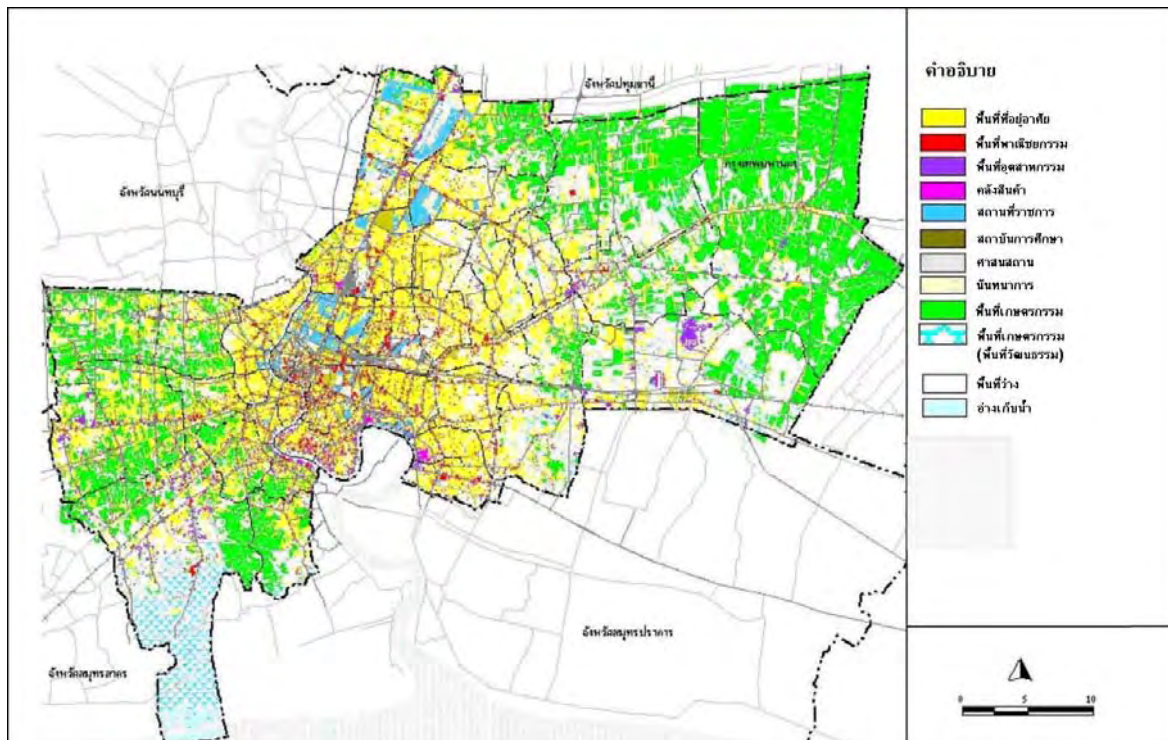 จังหวัดปทุมธานี
กรุงเทพมหานคร
จังหวัดนนทบุรี
จังหวัดสมุทรปราการ
จังหวัดสมุทรสาคร
คำอธิบาย
พื้นที่ที่อยู่อาศัย
พื้นที่พาณิชยกรรม
พื้นที่อุตสาหกรรม
คลังสินค้า
สถานที่ราชการ
สถาบันการศึกษา
ศาสนสถาน
นันทนาการ
พื้นที่เกษตรกรรม
พื้นที่เกษตรกรรม
(พื้นที่วัฒนธรรม)
พื้นที่ว่าง
อ่างเก็บน้ำ
0 5 10